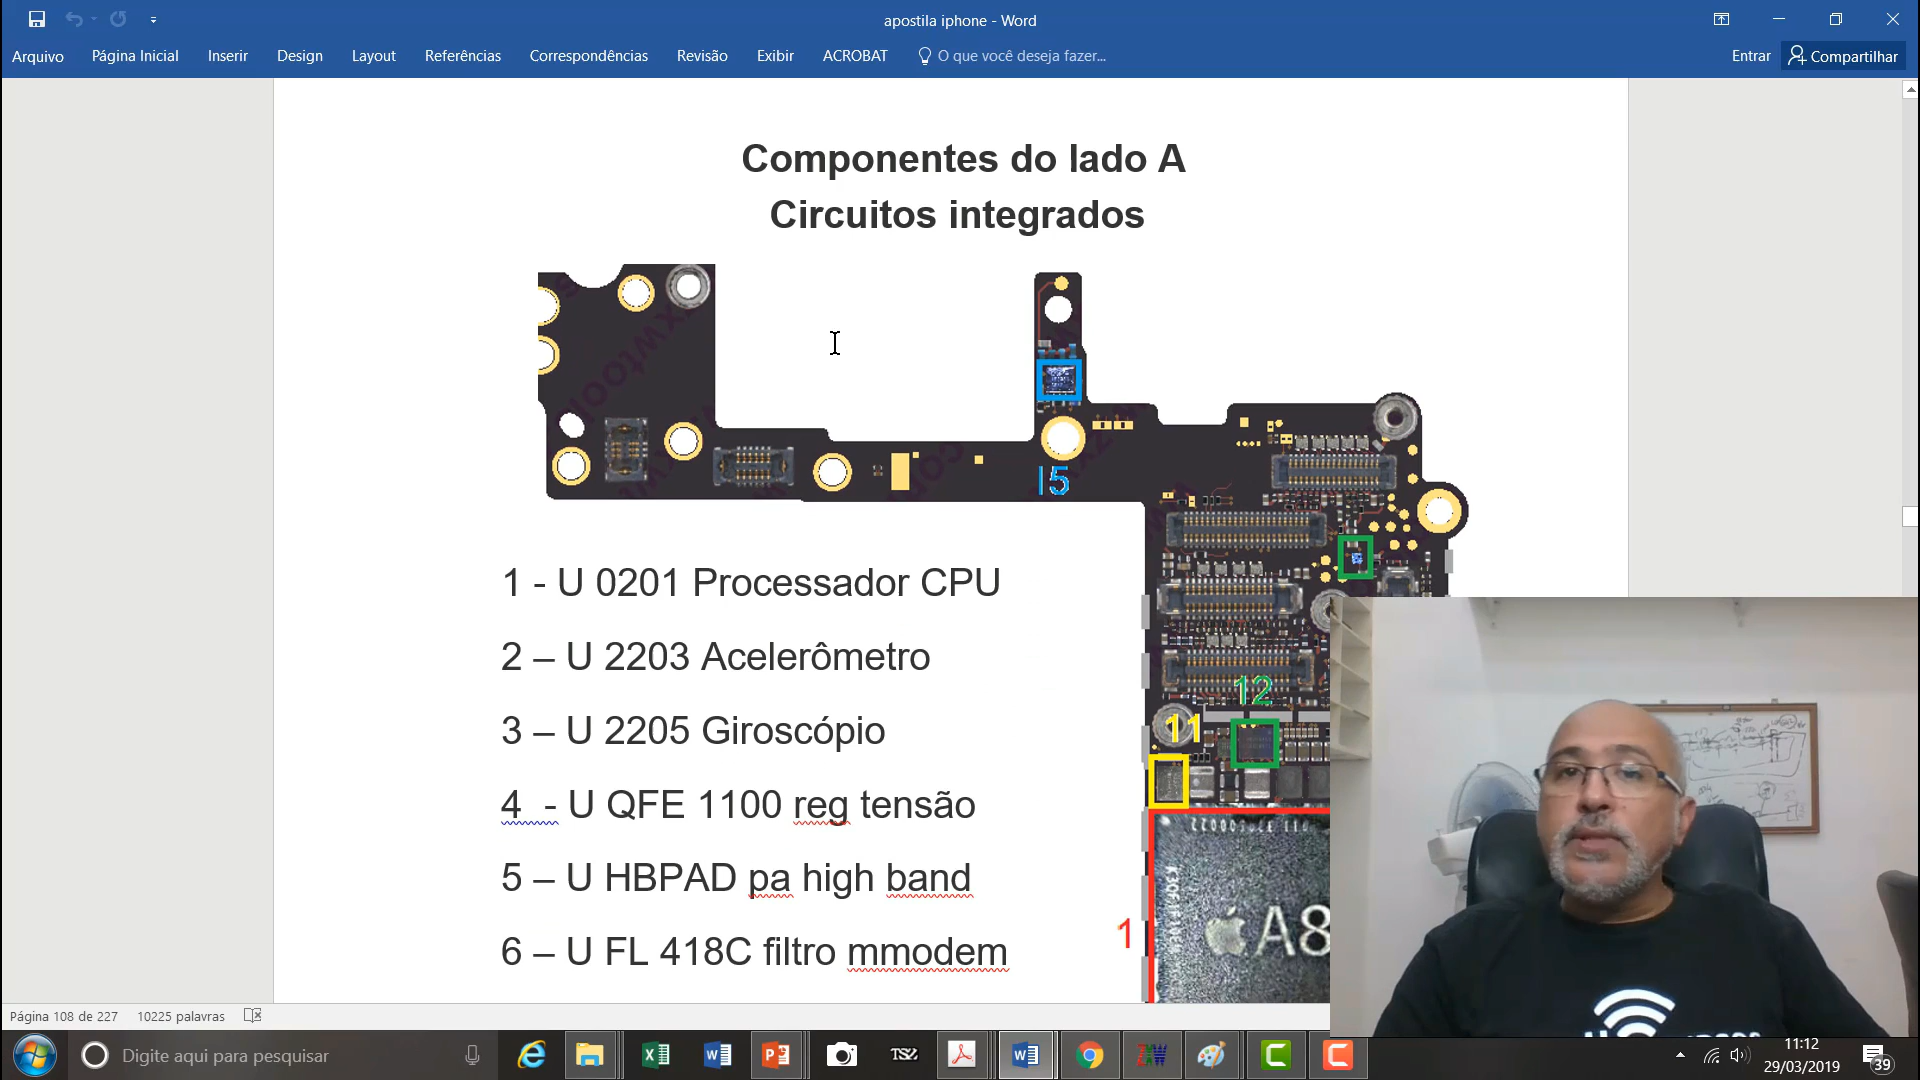 apostila iphone - Word
Arquivo Página Inicial Inserir Design Layout Referências Correspondências Revisão Exibir ACROBAT O que você deseja fazer... Entrar Compartilhar
Componentes do lado A
Circuitos integrados
15
1 - U 0201 Processador CPU
2 – U 2203 Acelerômetro
3 – U 2205 Giroscópio
4 - U QFE 1100 reg tensão
5 – U HBPAD pa high band
6 – U FL 418C filtro mmodem
12
11
1
A8
Página 108 de 227 10225 palavras
Digite aqui para pesquisar
TS2
11:12
29/03/2019
39